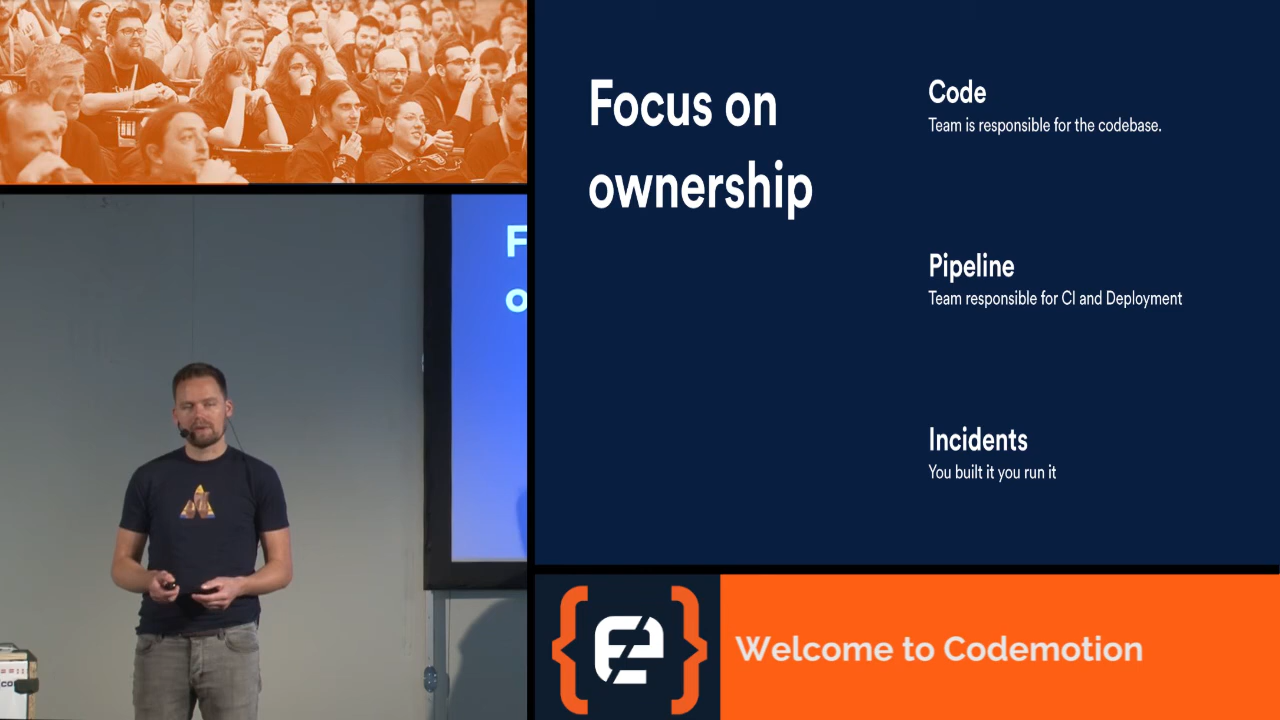 Focus on
ownership
Code
Team is responsible for the codebase.
Pipeline
Team responsible for CI and Deployment
Incidents
You built it you run it
Welcome to Codemotion
F
o